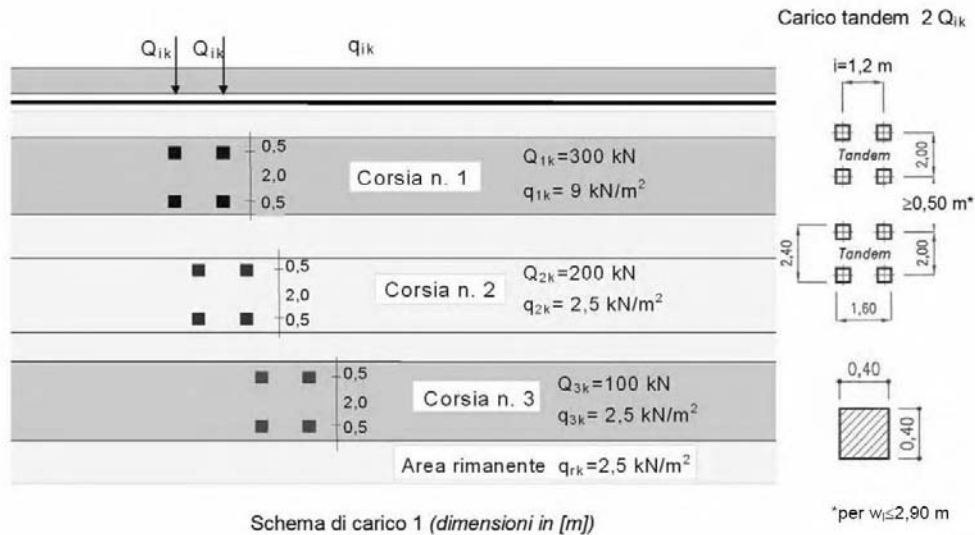 Carico tandem 2 Qik
Qik Qik qik
i=1,2 m
0,5
2,0
0,5
Corsia n. 1
Q1k=300 kN
q1k= 9 kN/m²
Tandem
2,00
≥0,50 m*
0,5
2,0
0,5
Corsia n. 2
Q2k=200 kN
q2k= 2,5 kN/m²
2,40
Tandem
2,00
1,60
0,5
2,0
0,5
Corsia n. 3
Q3k=100 kN
q3k= 2,5 kN/m²
0,40
0,40
Area rimanente qrk=2,5 kN/m²
*per wl≤2,90 m
Schema di carico 1 (dimensioni in [m])